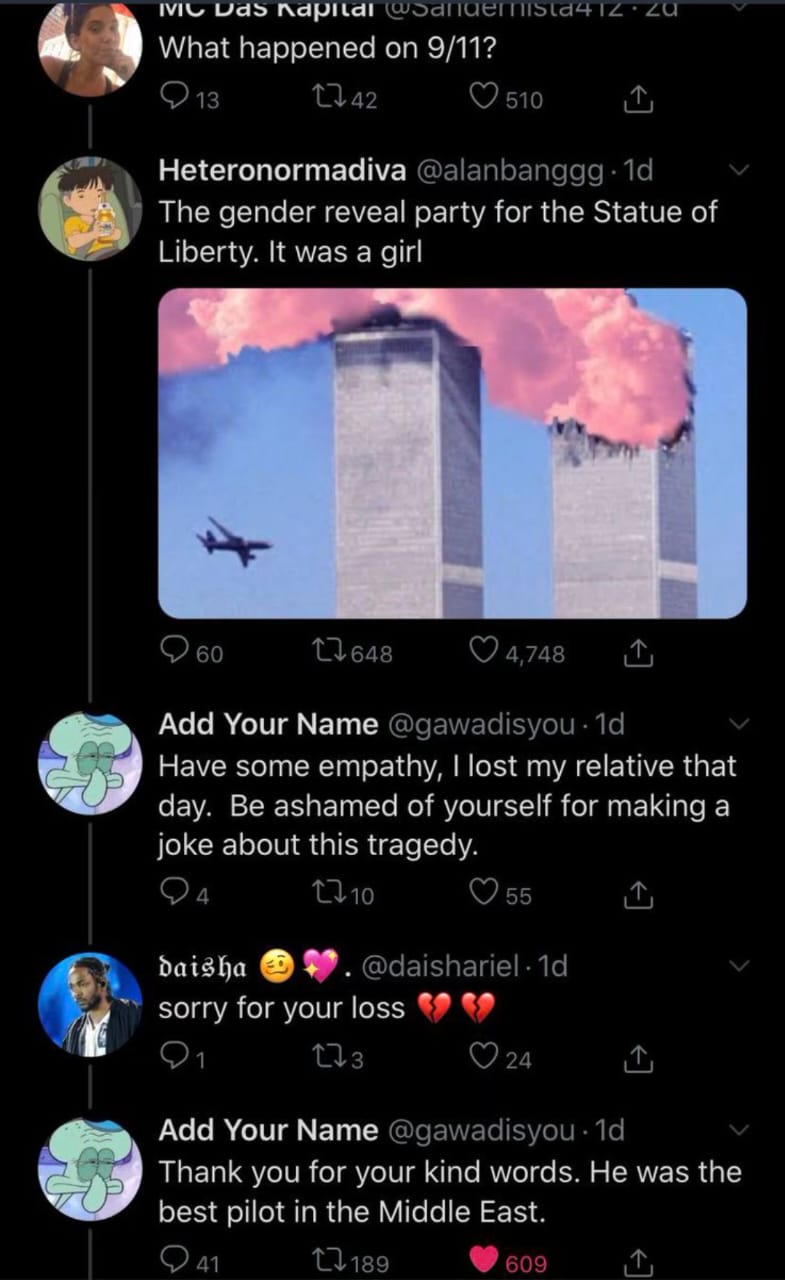 MC Das Kapital @Sandernista412 · 2d
What happened on 9/11?
13 42 510
Heteronormadiva @alanbanggg · 1d
The gender reveal party for the Statue of
Liberty. It was a girl
60 648 4,748
Add Your Name @gawadisyou · 1d
Have some empathy, I lost my relative that
day.  Be ashamed of yourself for making a
joke about this tragedy.
4 10 55
𝔡𝔞𝔦𝔰𝔥𝔞 🥴💖. @daishariel · 1d
sorry for your loss 💔 💔
1 3 24
Add Your Name @gawadisyou · 1d
Thank you for your kind words. He was the
best pilot in the Middle East.
41 189 609